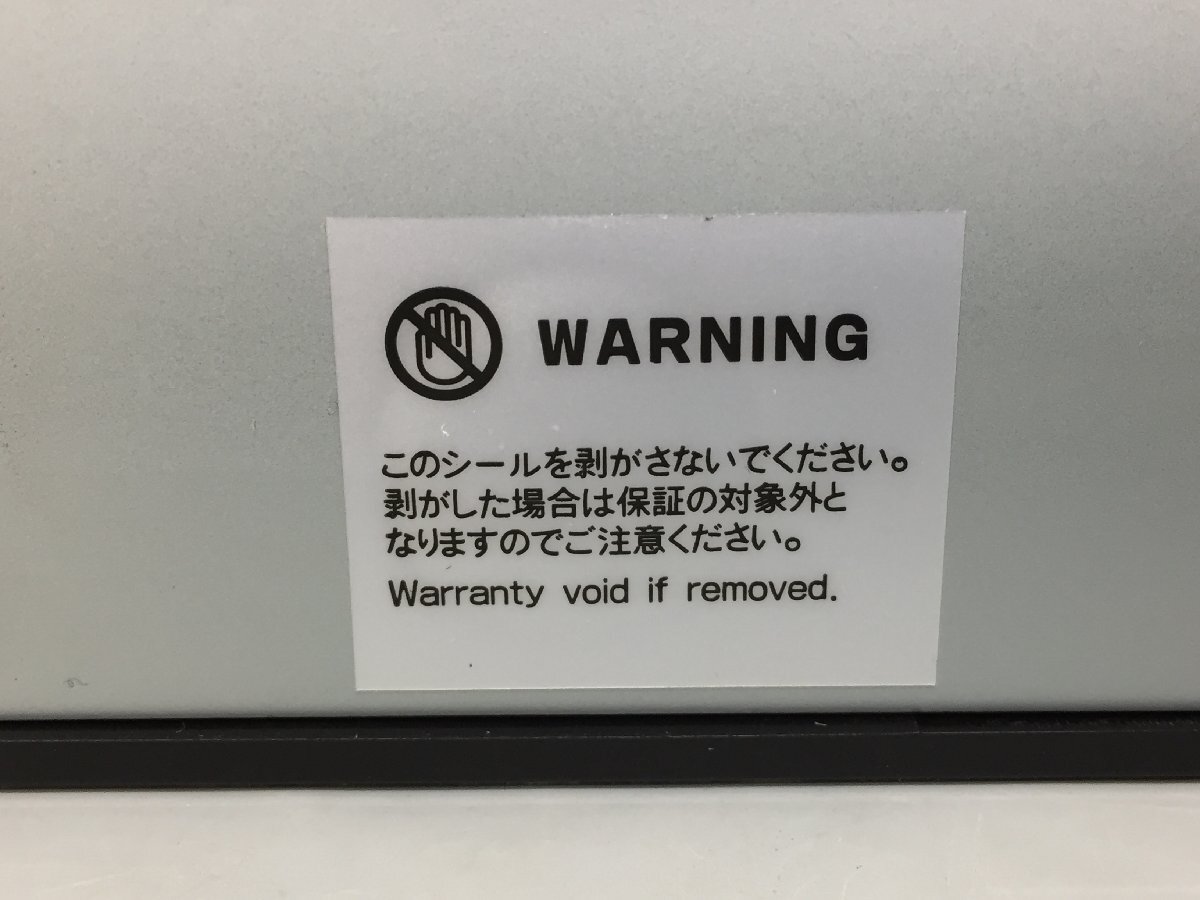 WARNING
このシールを剥がさないでください。
剥がした場合は保証の対象外と
なりますのでご注意ください。
Warranty void if removed.